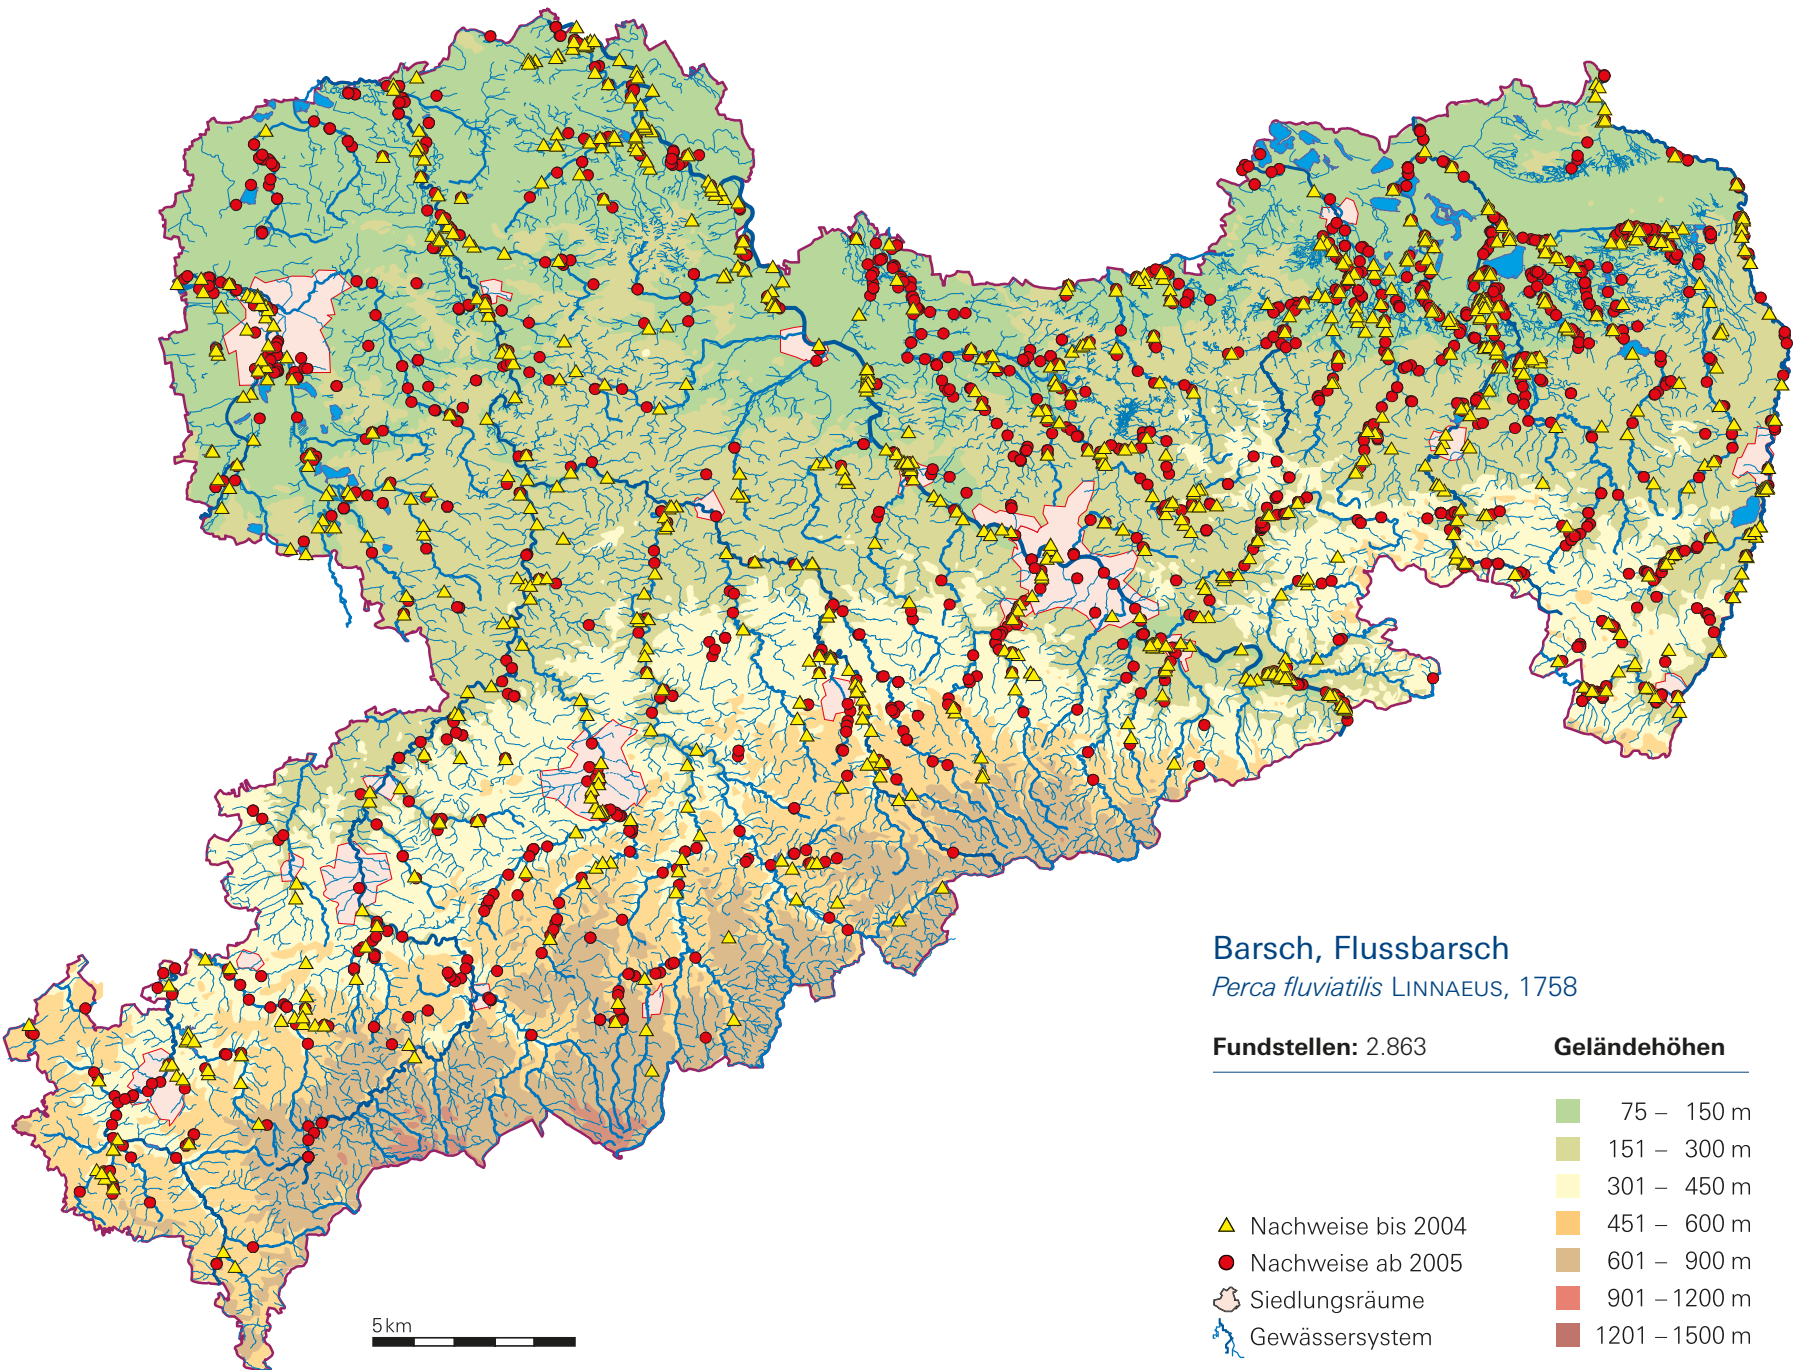 Barsch, Flussbarsch
Perca fluviatilis LINNAEUS, 1758
Fundstellen: 2.863
Geländehöhen
75 – 150 m
151 – 300 m
301 – 450 m
451 – 600 m
601 – 900 m
901 – 1200 m
1201 – 1500 m
Nachweise bis 2004
Nachweise ab 2005
Siedlungsräume
Gewässersystem
5 km